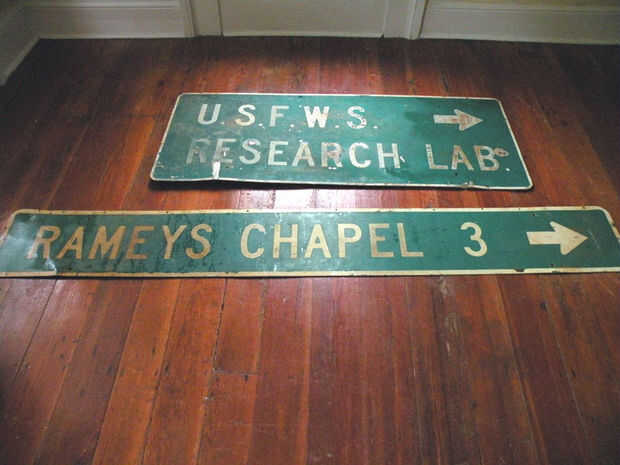 U.S.F.W.S.
RESEARCH LAB.
RAMEYS CHAPEL 3